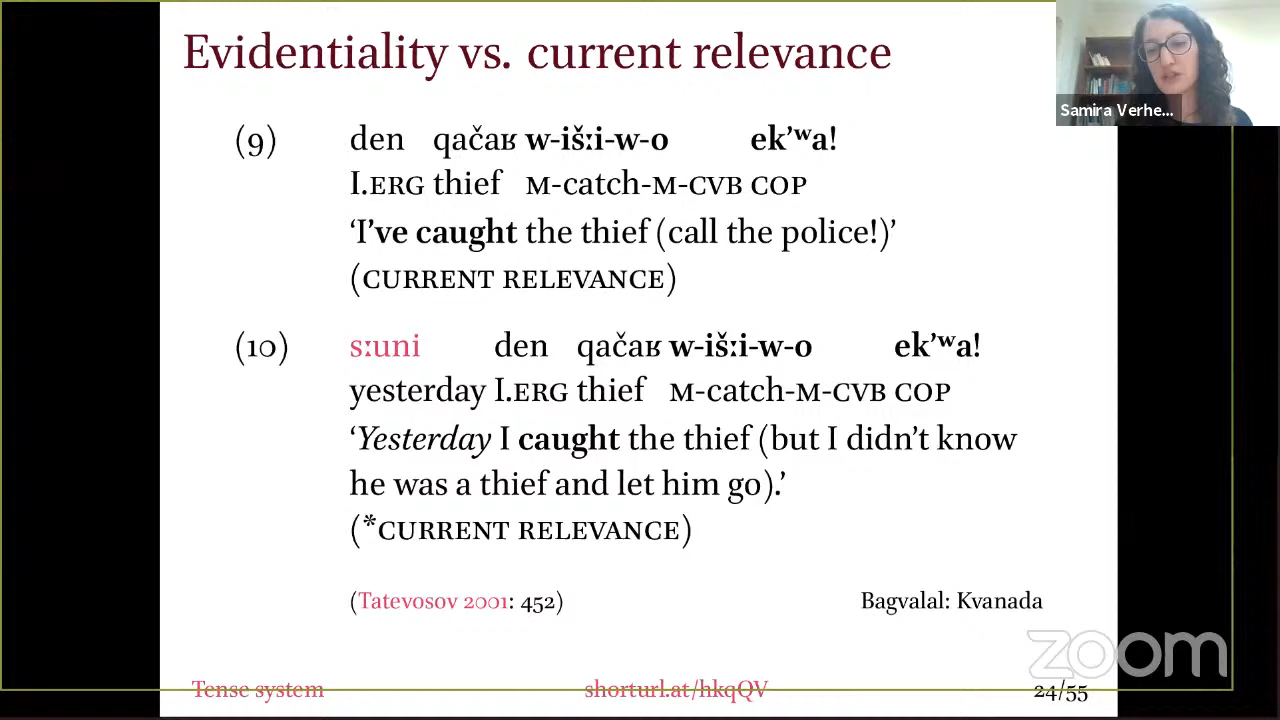 Evidentiality vs. current relevance
Samira Verhe...
(9) den qačaʁ w-išːi-w-o ek’ʷa!
I.ERG thief M-catch-M-CVB COP
‘I’ve caught the thief (call the police!)’
(CURRENT RELEVANCE)
(10) sːuni den qačaʁ w-išːi-w-o ek’ʷa!
yesterday I.ERG thief M-catch-M-CVB COP
‘Yesterday I caught the thief (but I didn’t know
he was a thief and let him go).’
(*CURRENT RELEVANCE)
(Tatevosov 2001: 452) Bagvalal: Kvanada
zoom
Tense system shorturl.at/hkqQV 24/55